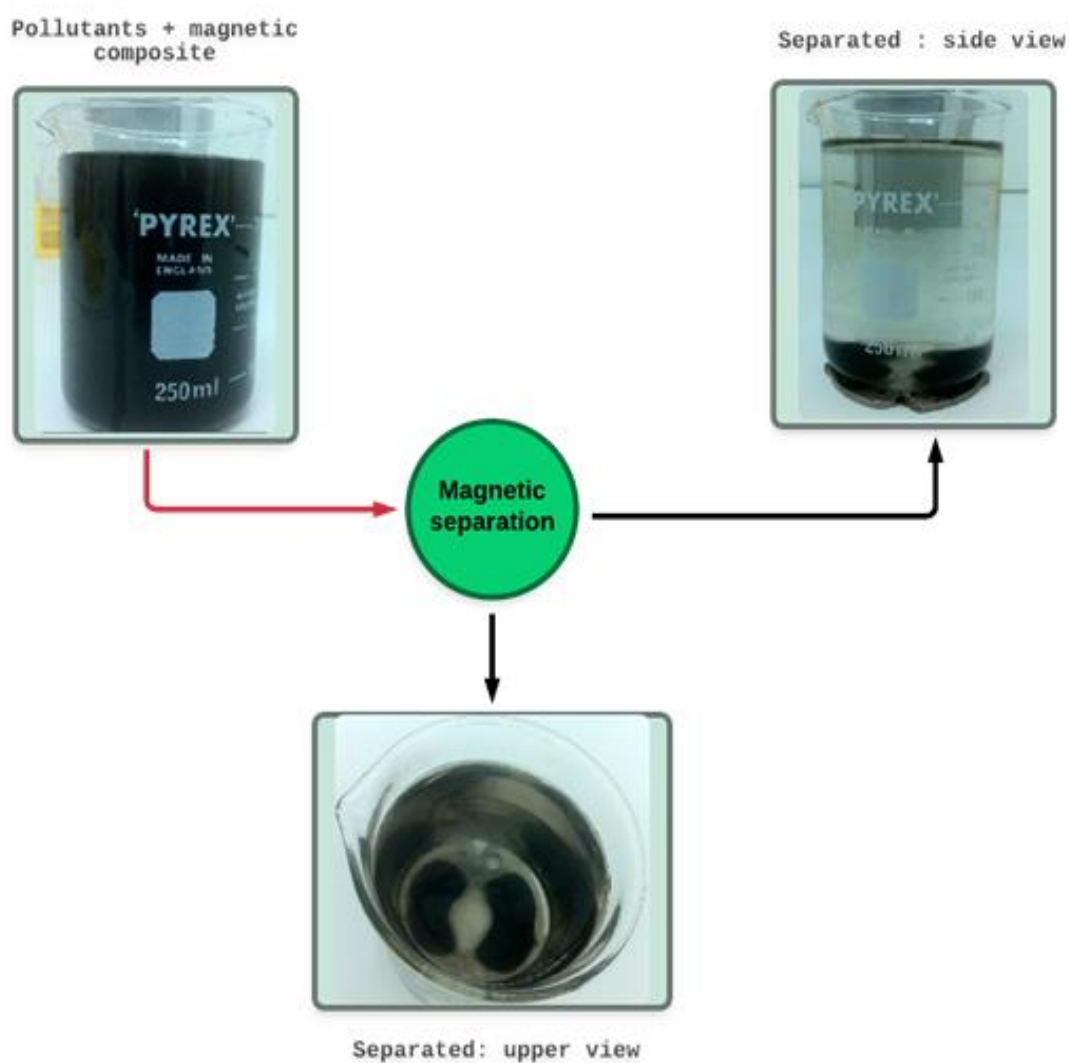 Pollutants + magnetic
composite
Separated : side view
'PYREX'
MADE IN
ENGLAND
250ml
PYREX
Magnetic
separation
Separated: upper view